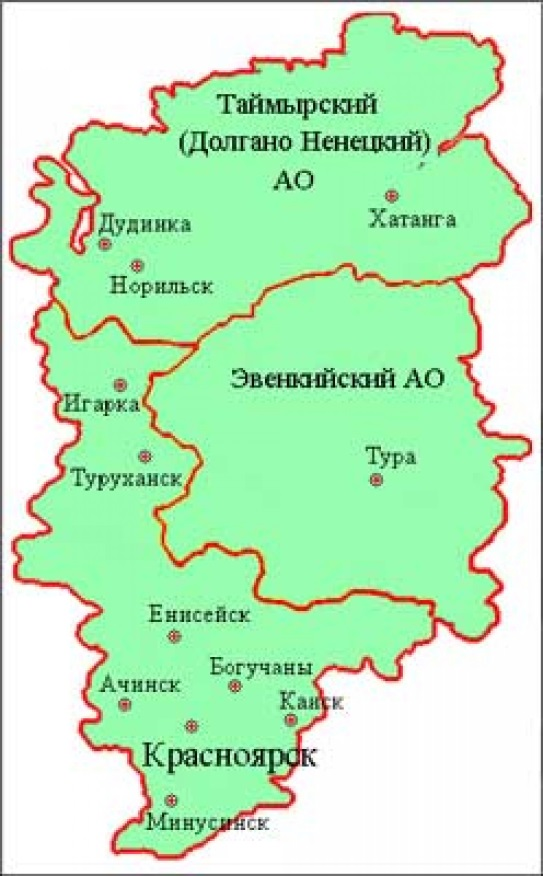 Таймырский
(Долгано Ненецкий)
АО
Хатанга
Дудинка
Норильск
Эвенкийский АО
Игарка
Тура
Туруханск
Енисейск
Богучаны
Ачинск
Канск
Красноярск
Минусинск